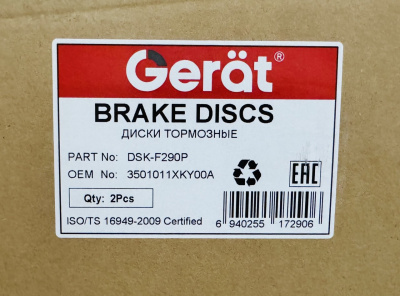 Gerät®
BRAKE DISCS
ДИСКИ ТОРМОЗНЫЕ
PART No: DSK-F290P
OEM No: 3501011XKY00A
EAC
Qty: 2Pcs
ISO/TS 16949-2009 Certified
6 940255 172906